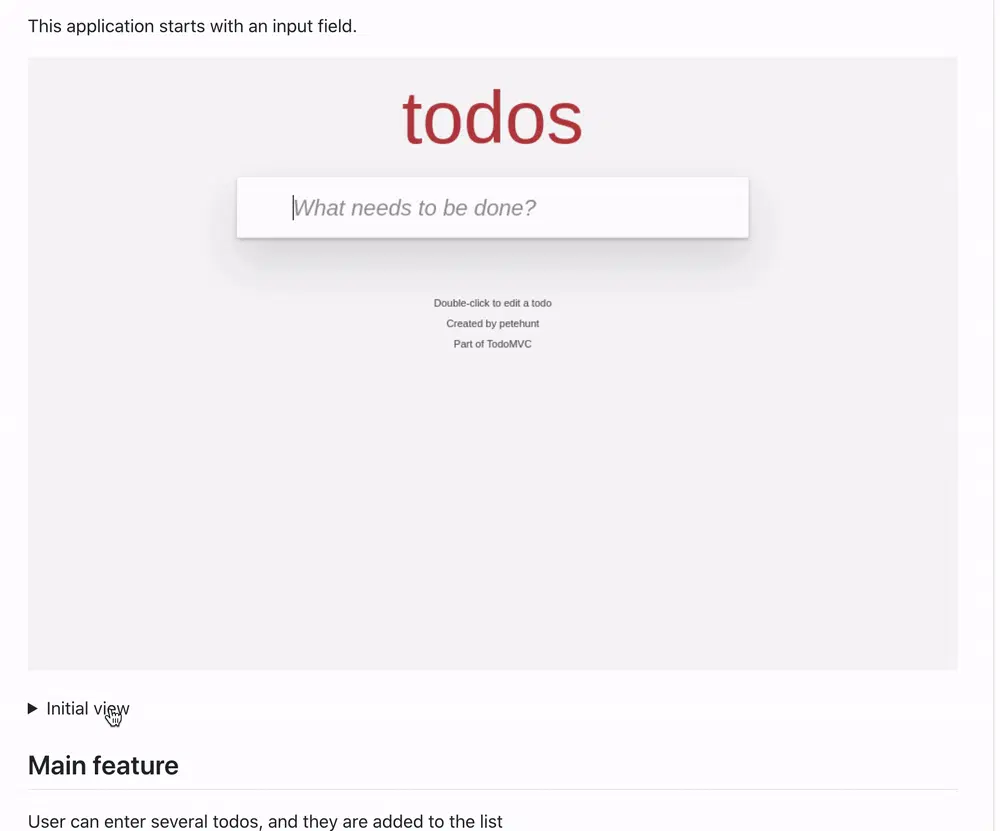 This application starts with an input field.
todos
What needs to be done?
Double-click to edit a todo
Created by petehunt
Part of TodoMVC
Initial view
Main feature
User can enter several todos, and they are added to the list